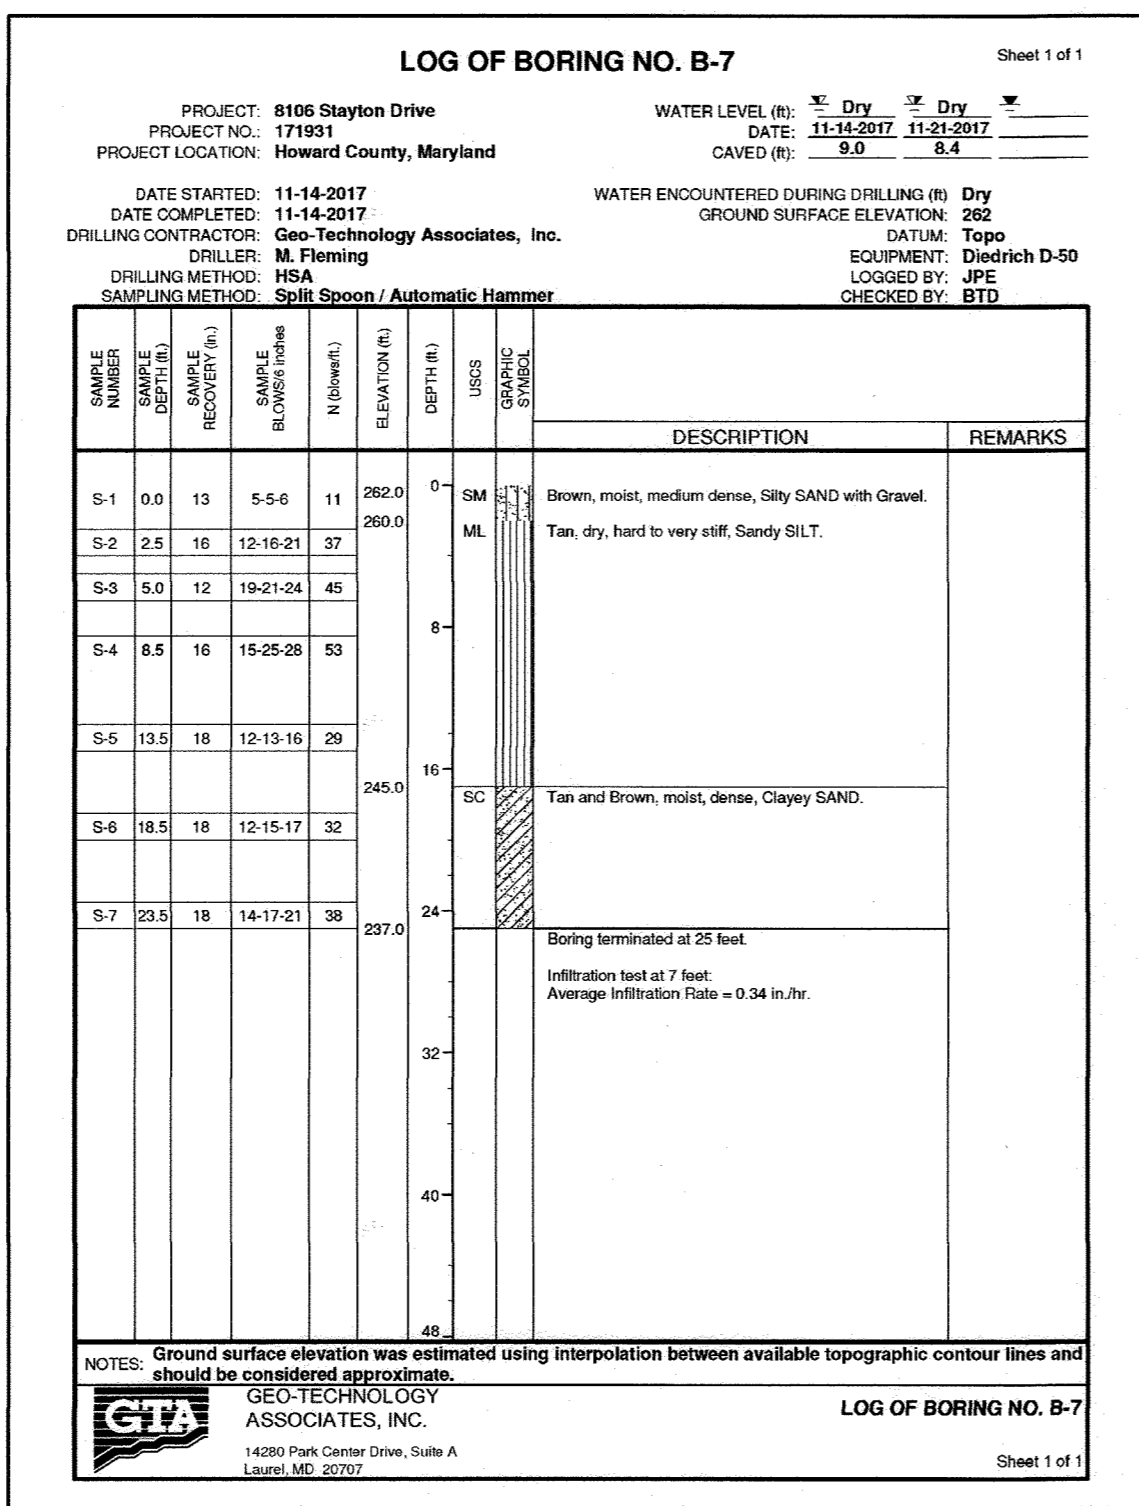 LOG OF BORING NO. B-7
Sheet 1 of 1
PROJECT: 8106 Stayton Drive
PROJECT NO.: 171931
PROJECT LOCATION: Howard County, Maryland
WATER LEVEL (ft): Dry Dry
DATE: 11-14-2017 11-21-2017
CAVED (ft): 9.0 8.4
DATE STARTED: 11-14-2017
DATE COMPLETED: 11-14-2017
DRILLING CONTRACTOR: Geo-Technology Associates, Inc.
DRILLER: M. Fleming
DRILLING METHOD: HSA
SAMPLING METHOD: Split Spoon / Automatic Hammer
WATER ENCOUNTERED DURING DRILLING (ft) Dry
GROUND SURFACE ELEVATION: 262
DATUM: Topo
EQUIPMENT: Diedrich D-50
LOGGED BY: JPE
CHECKED BY: BTD
SAMPLE NUMBER
SAMPLE DEPTH (ft.)
SAMPLE RECOVERY (in.)
SAMPLE BLOWS/6 inches
N (blows/ft.)
ELEVATION (ft.)
DEPTH (ft.)
USCS
GRAPHIC SYMBOL
DESCRIPTION
REMARKS
S-1 0.0 13 5-5-6 11 262.0 0 SM Brown, moist, medium dense, Silty SAND with Gravel.
260.0 ML Tan, dry, hard to very stiff, Sandy SILT.
S-2 2.5 16 12-16-21 37
S-3 5.0 12 19-21-24 45
8
S-4 8.5 16 15-25-28 53
S-5 13.5 18 12-13-16 29
16
245.0 SC Tan and Brown, moist, dense, Clayey SAND.
S-6 18.5 18 12-15-17 32
S-7 23.5 18 14-17-21 38 24
237.0
Boring terminated at 25 feet.
Infiltration test at 7 feet:
Average Infiltration Rate = 0.34 in./hr.
32
40
48
NOTES: Ground surface elevation was estimated using interpolation between available topographic contour lines and
should be considered approximate.
GTA
GEO-TECHNOLOGY
ASSOCIATES, INC.
14280 Park Center Drive, Suite A
Laurel, MD 20707
LOG OF BORING NO. B-7
Sheet 1 of 1